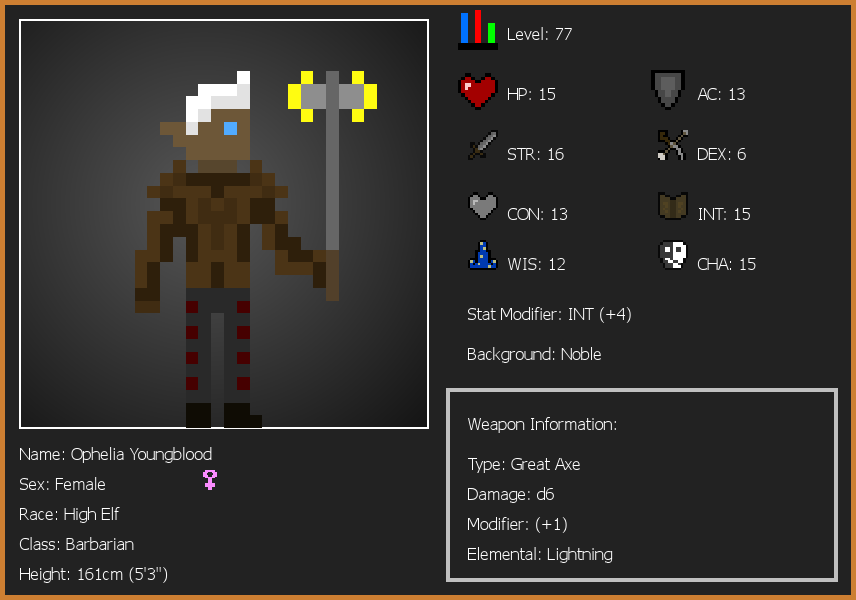 Level: 77
HP: 15
AC: 13
STR: 16
DEX: 6
CON: 13
INT: 15
WIS: 12
CHA: 15
Stat Modifier: INT (+4)
Background: Noble
Weapon Information:
Type: Great Axe
Damage: d6
Modifier: (+1)
Elemental: Lightning
Name: Ophelia Youngblood
Sex: Female
Race: High Elf
Class: Barbarian
Height: 161cm (5'3")